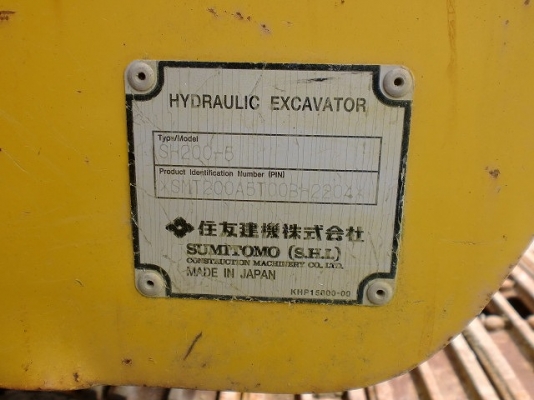 HYDRAULIC EXCAVATOR
Type/Model
SH200-5
Product Identification Number (PIN)
*SMT200A5T00BH2204*
住友建機株式会社
SUMITOMO (S.H.I.)
CONSTRUCTION MACHINERY CO., LTD.
MADE IN JAPAN
KHP15000-00